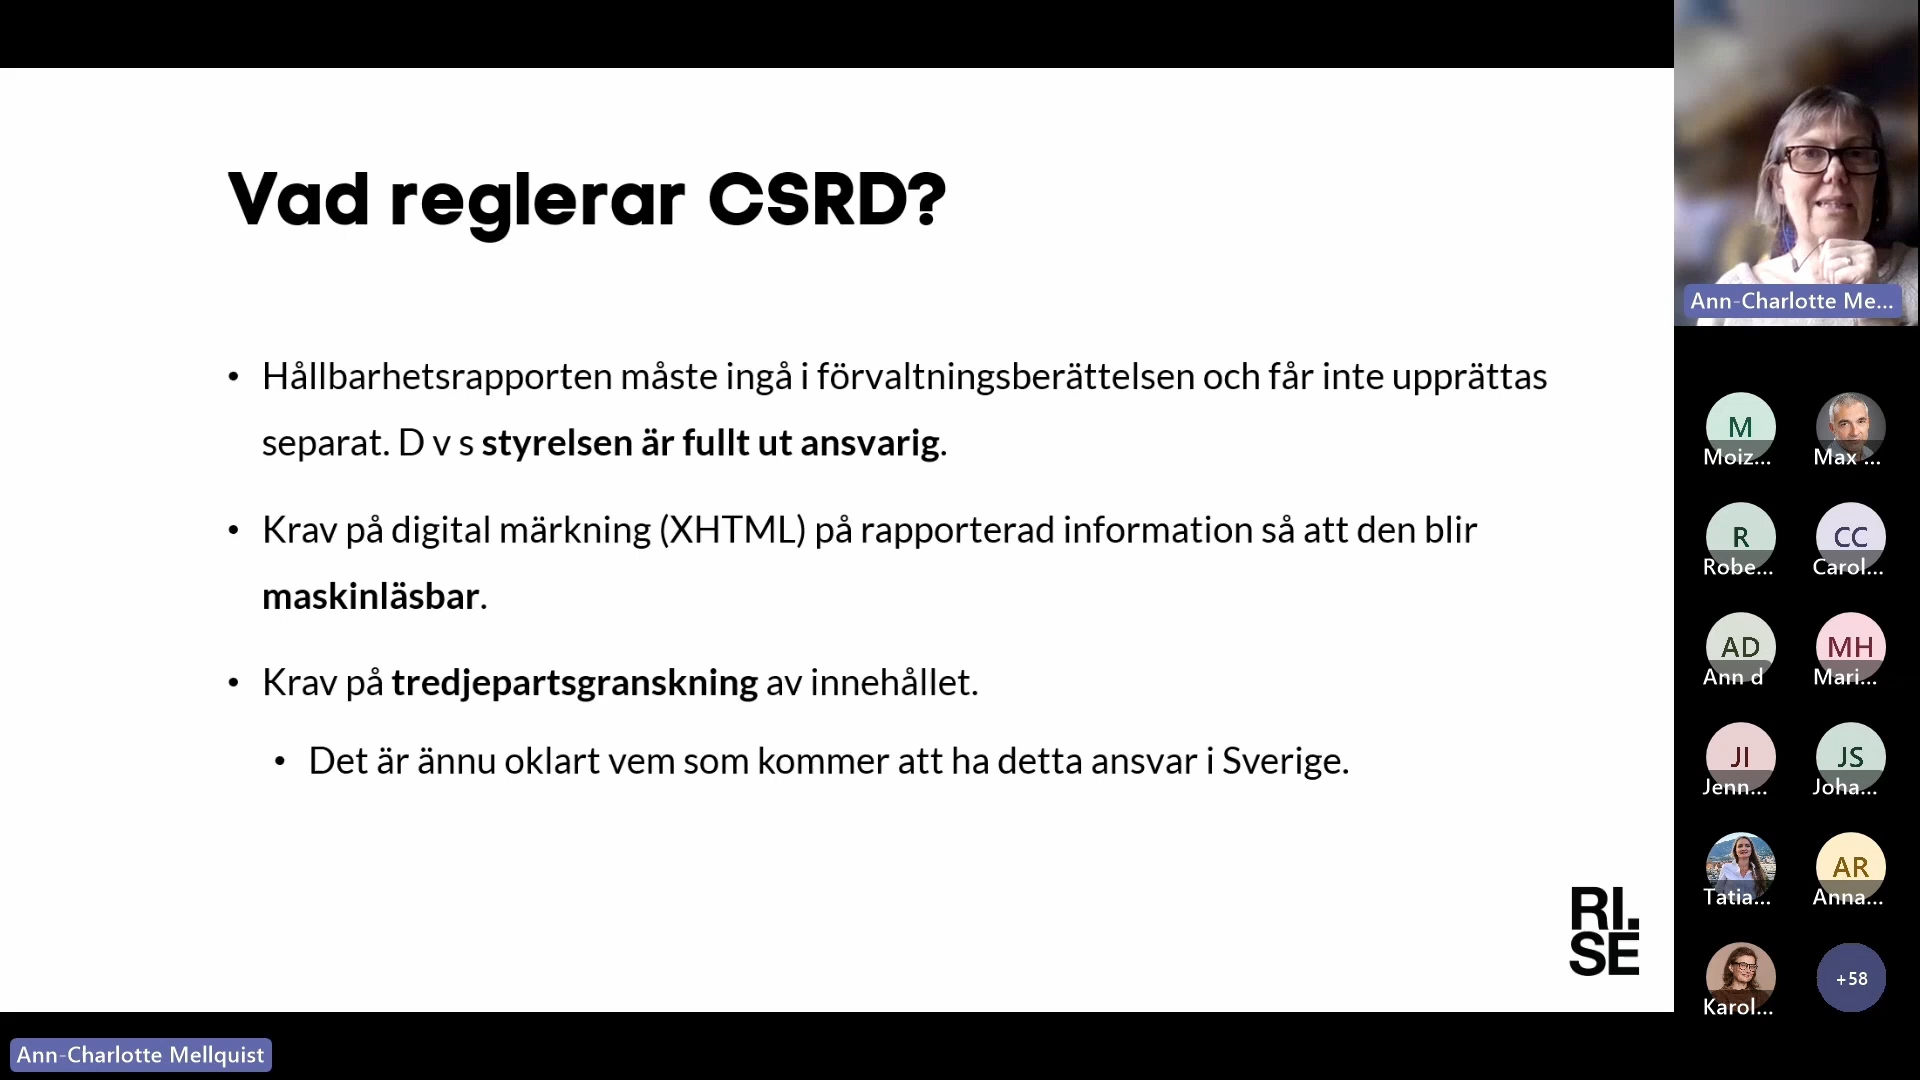 Vad reglerar CSRD?
• Hållbarhetsrapporten måste ingå i förvaltningsberättelsen och får inte upprättas
separat. D v s styrelsen är fullt ut ansvarig.
• Krav på digital märkning (XHTML) på rapporterad information så att den blir
maskinläsbar.
• Krav på tredjepartsgranskning av innehållet.
• Det är ännu oklart vem som kommer att ha detta ansvar i Sverige.
RI.
SE
Ann-Charlotte Mellquist
Ann-Charlotte Me...
M
Moiz...
Max ...
R
Robe...
CC
Carol...
AD
Ann d
MH
Mari...
JI
Jenn...
JS
Joha...
Tatia...
AR
Anna...
Karol...
+58